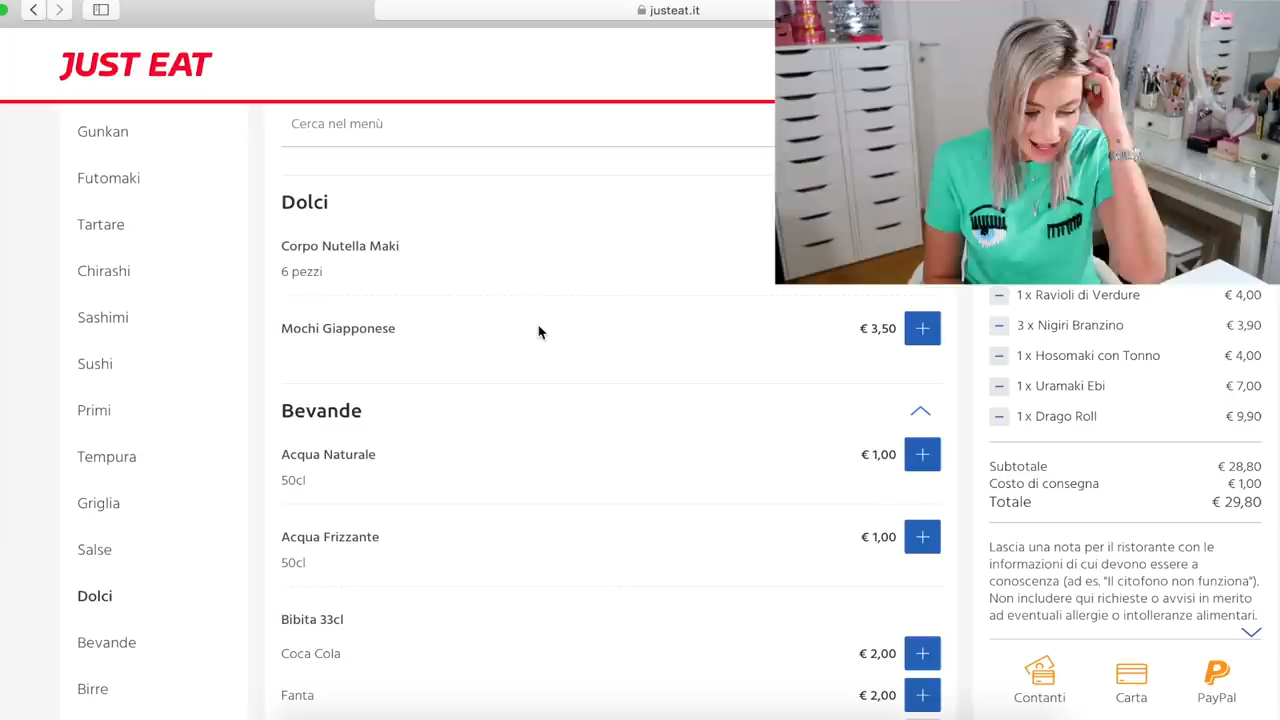 justeat.it
JUST EAT
Gunkan
Futomaki
Tartare
Chirashi
Sashimi
Sushi
Primi
Tempura
Griglia
Salse
Dolci
Bevande
Birre
Cerca nel menù
Dolci
Corpo Nutella Maki
6 pezzi
Mochi Giapponese € 3,50
Bevande
Acqua Naturale € 1,00
50cl
Acqua Frizzante € 1,00
50cl
Bibita 33cl
Coca Cola € 2,00
Fanta € 2,00
1 x Ravioli di Verdure € 4,00
3 x Nigiri Branzino € 3,90
1 x Hosomaki con Tonno € 4,00
1 x Uramaki Ebi € 7,00
1 x Drago Roll € 9,90
Subtotale € 28,80
Costo di consegna € 1,00
Totale € 29,80
Lascia una nota per il ristorante con le
informazioni di cui devono essere a
conoscenza (ad es. "Il citofono non funziona").
Non includere qui richieste o avvisi in merito
ad eventuali allergie o intolleranze alimentari.
Contanti Carta PayPal